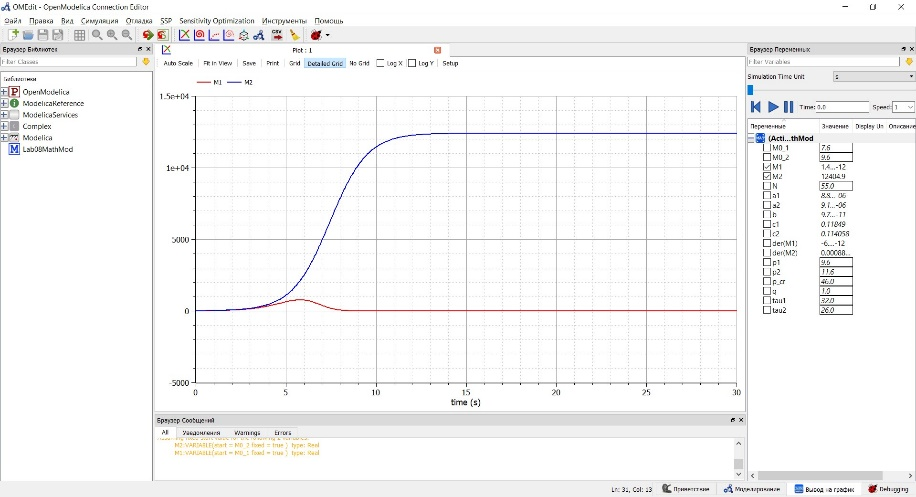 OMEdit - OpenModelica Connection Editor
Файл Правка Вид Симуляция Отладка SSP Sensitivity Optimization Инструменты Помощь
Браузер Библиотек
Filter Classes
Библиотеки
OpenModelica
ModelicaReference
ModelicaServices
Complex
Modelica
Lab08MathMod
Plot : 1
Auto Scale Fit in View Save Print Grid Detailed Grid No Grid Log X Log Y Setup
M1 M2
1.5e+04
1e+04
5000
0
-5000
0 5 10 15 20 25 30
time (s)
Браузер Сообщений
All Уведомления Warnings Errors
M2:VARIABLE(start = M0_2 fixed = true ) type: Real
M1:VARIABLE(start = M0_1 fixed = true ) type: Real
Браузер Переменных
Filter Variables
Simulation Time Unit s
Time: 0.0 Speed: 1
Переменные Значение Display Un Описание
(Acti...thMod
M0_1 7.6
M0_2 9.6
M1 1.4...-12
M2 12404.9
N 55.0
a1 8.8...-06
a2 9.1...-06
b 9.7...-11
c1 0.11849
c2 0.114058
der(M1) -6....-12
der(M2) 0.00088...
p1 9.6
p2 11.6
p_cr 46.0
q 1.0
tau1 32.0
tau2 26.0
Ln: 31, Col: 13 Приветствие Моделирование Вывод на график Debugging